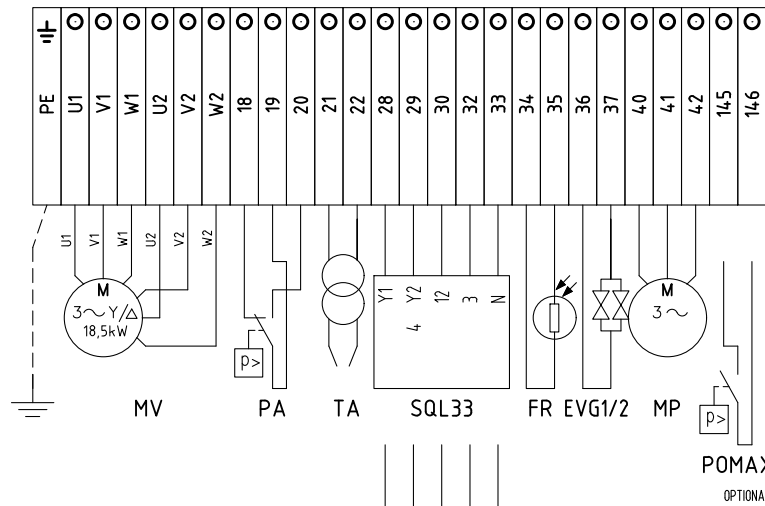 PE U1 V1 W1 U2 V2 W2 18 19 20 21 22 28 29 30 32 33 34 35 36 37 40 41 42 145 146
U1 V1 W1 U2 V2 W2
M
3~ Y/△
18,5kW
p>
Y1 Y2 12 3 N
4
M
3~
p>
MV PA TA SQL33 FR EVG1/2 MP
POMAX
OPTIONA